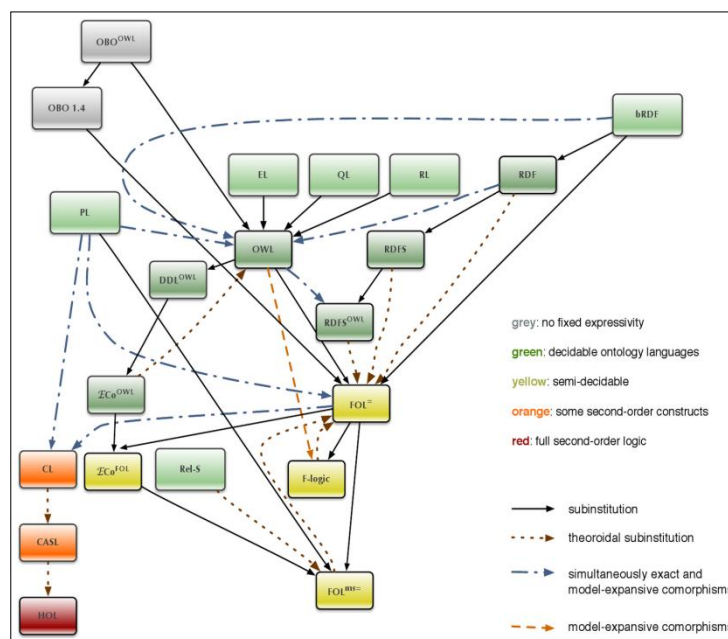 OBO^OWL
OBO 1.4
bRDF
EL
QL
RL
RDF
PL
OWL
RDFS
DDL^OWL
RDFS^OWL
grey: no fixed expressivity
green: decidable ontology languages
yellow: semi-decidable
orange: some second-order constructs
red: full second-order logic
ECo^OWL
FOL^=
CL
ECo^FOL
Rel-S
F-logic
CASL
FOL^ms=
HOL
subinstitution
theoroidal subinstitution
simultaneously exact and
model-expansive comorphisms
model-expansive comorphisms